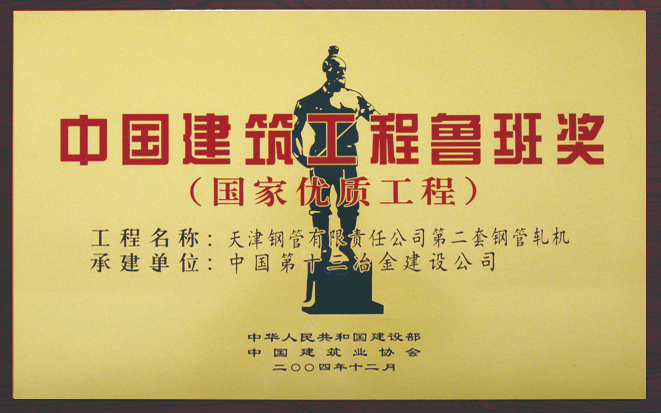 中国建筑工程鲁班奖
（国家优质工程）
工程名称：天津钢管有限责任公司第二套钢管轧机
承建单位：中国第十三冶金建设公司
中华人民共和国建设部
中国建筑业协会
二〇〇四年十二月